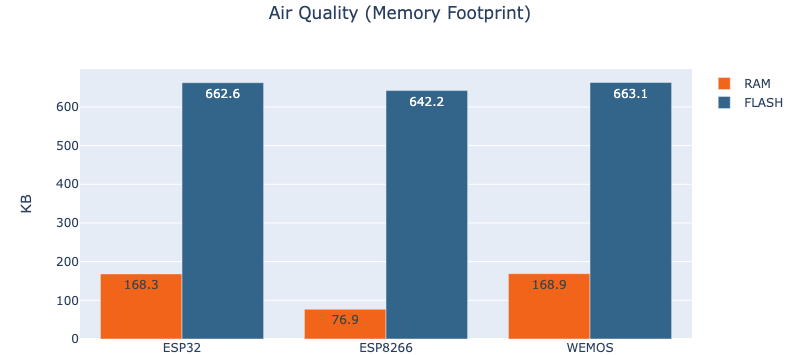 Air Quality (Memory Footprint)
RAM
FLASH
KB
600
500
400
300
200
100
0
662.6
642.2
663.1
168.3
76.9
168.9
ESP32
ESP8266
WEMOS